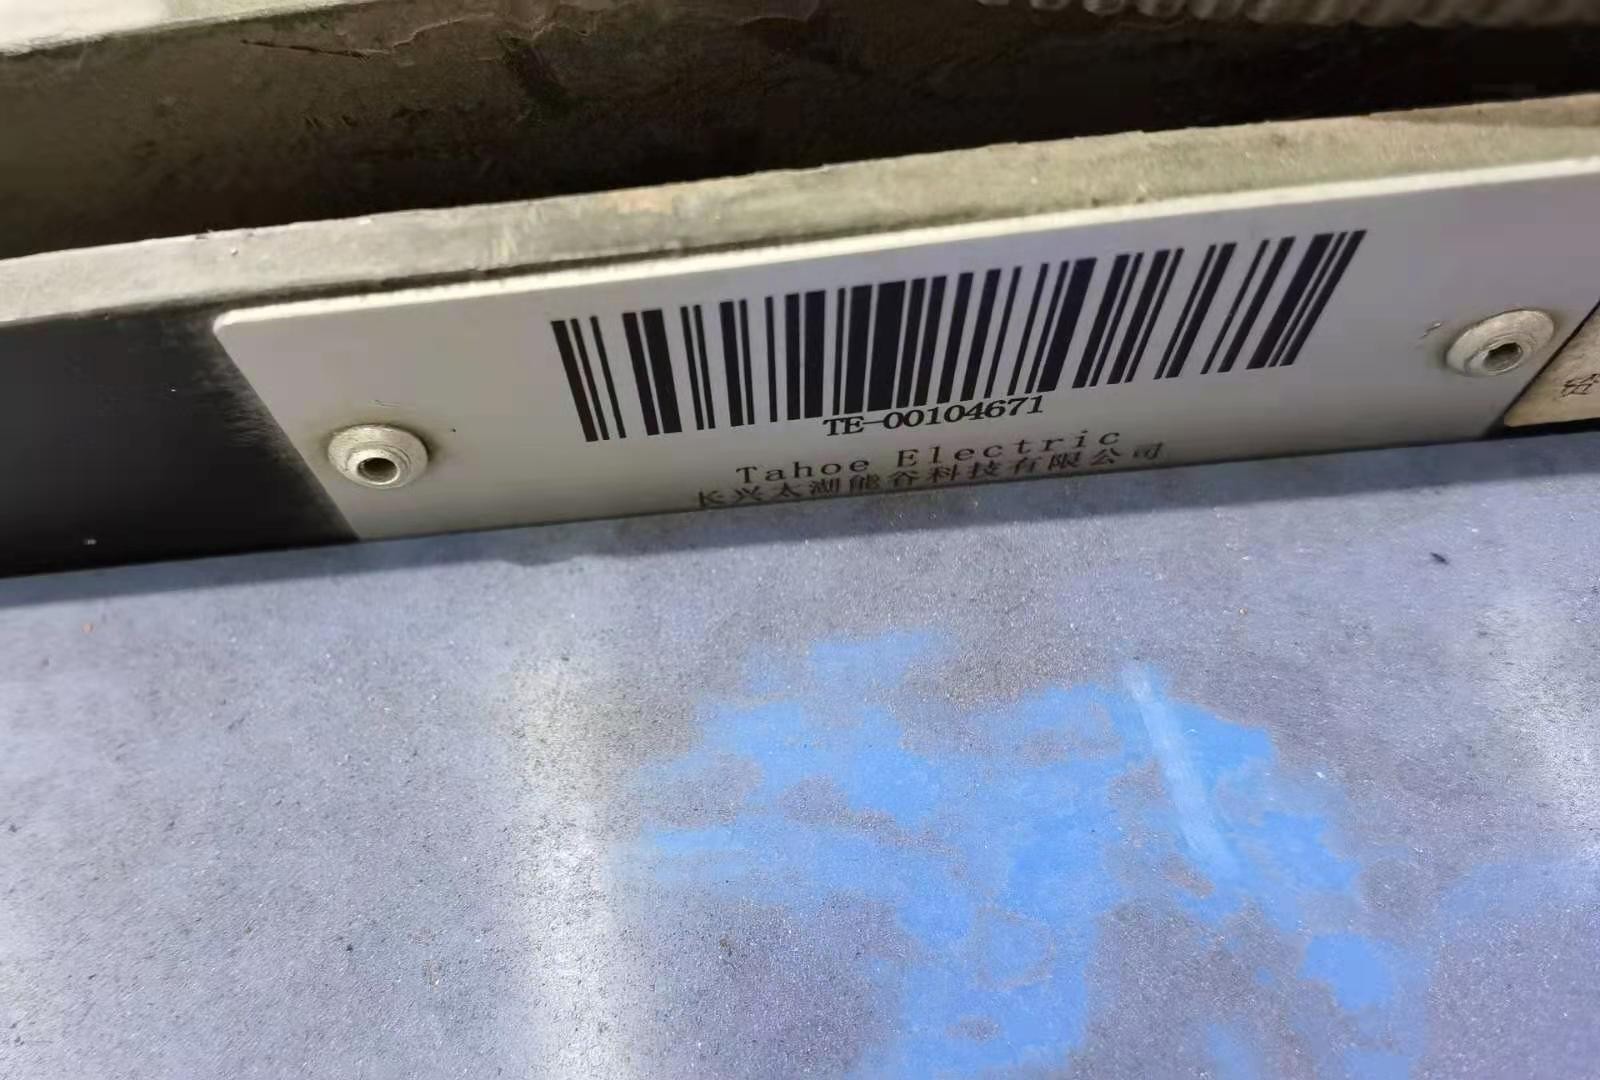 TE-00104671
Tahoe Electric
长兴太湖能谷科技有限公司